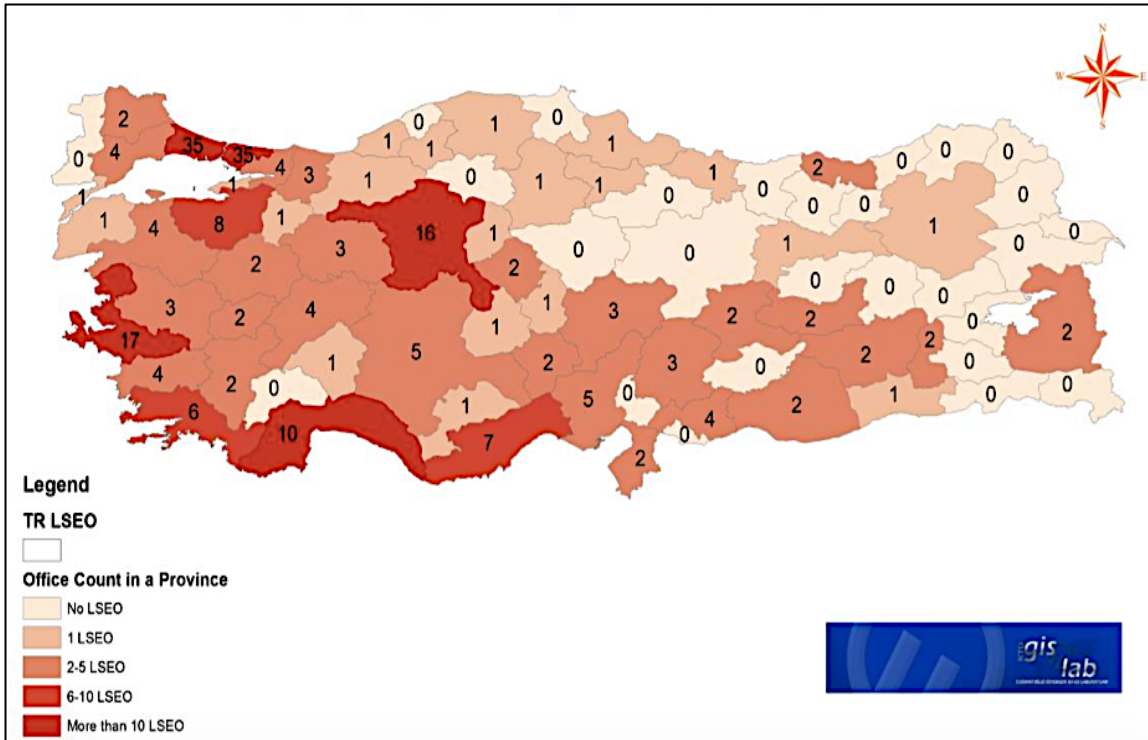 N
W E
S
2 0 1 0
35 1 1 1 0 0
0 4 35 0
4 3 1 2
1 1 0 1 1 0 0 0
1 0 0
1 4 8 1 16 1 1 0
3 0 0 1 0
2 2 0 0 0
3 2 4 1 3 2 2 0
17 1 2 2
5 2 3 0 2 0
4 1 2 0 0 1 0 0
6 1 5 2
10 7 0 4
2
Legend
TR LSEO
Office Count in a Province
No LSEO
1 LSEO
2-5 LSEO
6-10 LSEO
More than 10 LSEO
gis
lab